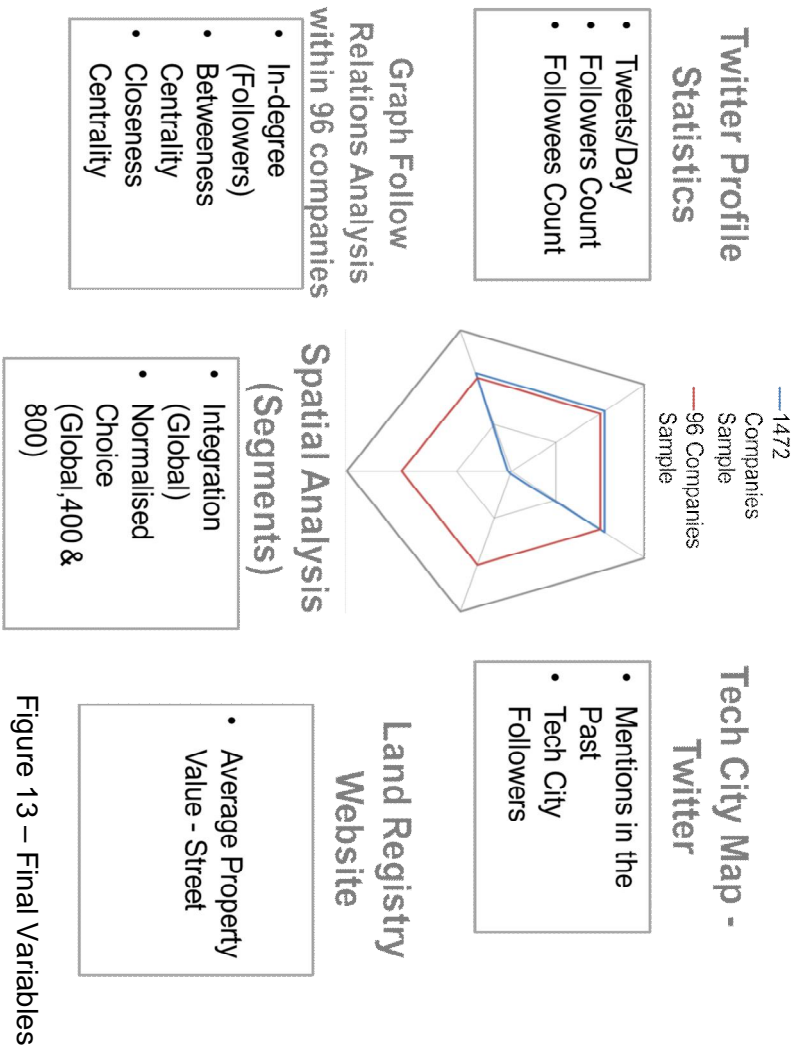 Twitter Profile
Statistics
• Tweets/Day
• Followers Count
• Followees Count
1472
Companies
Sample
96 Companies
Sample
Tech City Map -
Twitter
• Mentions in the
Past
• Tech City
Followers
Graph Follow
Relations Analysis
within 96 companies
• In-degree
(Followers)
• Betweeness
Centrality
• Closeness
Centrality
Spatial Analysis
(Segments)
• Integration
(Global)
• Normalised
Choice
(Global,400 &
800)
Land Registry
Website
• Average Property
Value - Street
Figure 13 – Final Variables